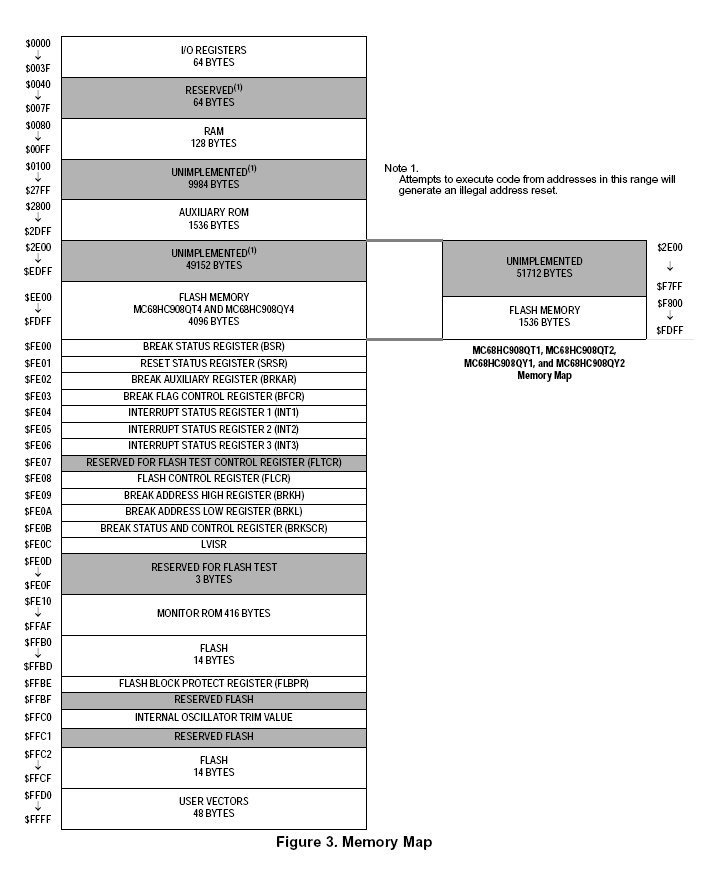 $0000
↓
$003F
I/O REGISTERS
64 BYTES
$0040
↓
$007F
RESERVED(1)
64 BYTES
$0080
↓
$00FF
RAM
128 BYTES
$0100
↓
$27FF
UNIMPLEMENTED(1)
9984 BYTES
Note 1.
Attempts to execute code from addresses in this range will
generate an illegal address reset.
$2800
↓
$2DFF
AUXILIARY ROM
1536 BYTES
$2E00
↓
$EDFF
UNIMPLEMENTED(1)
49152 BYTES
UNIMPLEMENTED
51712 BYTES
$2E00
↓
$F7FF
$EE00
↓
$FDFF
FLASH MEMORY
MC68HC908QT4 AND MC68HC908QY4
4096 BYTES
FLASH MEMORY
1536 BYTES
$F800
↓
$FDFF
MC68HC908QT1, MC68HC908QT2,
MC68HC908QY1, and MC68HC908QY2
Memory Map
$FE00 BREAK STATUS REGISTER (BSR)
$FE01 RESET STATUS REGISTER (SRSR)
$FE02 BREAK AUXILIARY REGISTER (BRKAR)
$FE03 BREAK FLAG CONTROL REGISTER (BFCR)
$FE04 INTERRUPT STATUS REGISTER 1 (INT1)
$FE05 INTERRUPT STATUS REGISTER 2 (INT2)
$FE06 INTERRUPT STATUS REGISTER 3 (INT3)
$FE07 RESERVED FOR FLASH TEST CONTROL REGISTER (FLTCR)
$FE08 FLASH CONTROL REGISTER (FLCR)
$FE09 BREAK ADDRESS HIGH REGISTER (BRKH)
$FE0A BREAK ADDRESS LOW REGISTER (BRKL)
$FE0B BREAK STATUS AND CONTROL REGISTER (BRKSCR)
$FE0C LVISR
$FE0D
↓
$FE0F
RESERVED FOR FLASH TEST
3 BYTES
$FE10
↓
$FFAF
MONITOR ROM 416 BYTES
$FFB0
↓
$FFBD
FLASH
14 BYTES
$FFBE FLASH BLOCK PROTECT REGISTER (FLBPR)
$FFBF RESERVED FLASH
$FFC0 INTERNAL OSCILLATOR TRIM VALUE
$FFC1 RESERVED FLASH
$FFC2
↓
$FFCF
FLASH
14 BYTES
$FFD0
↓
$FFFF
USER VECTORS
48 BYTES
Figure 3. Memory Map